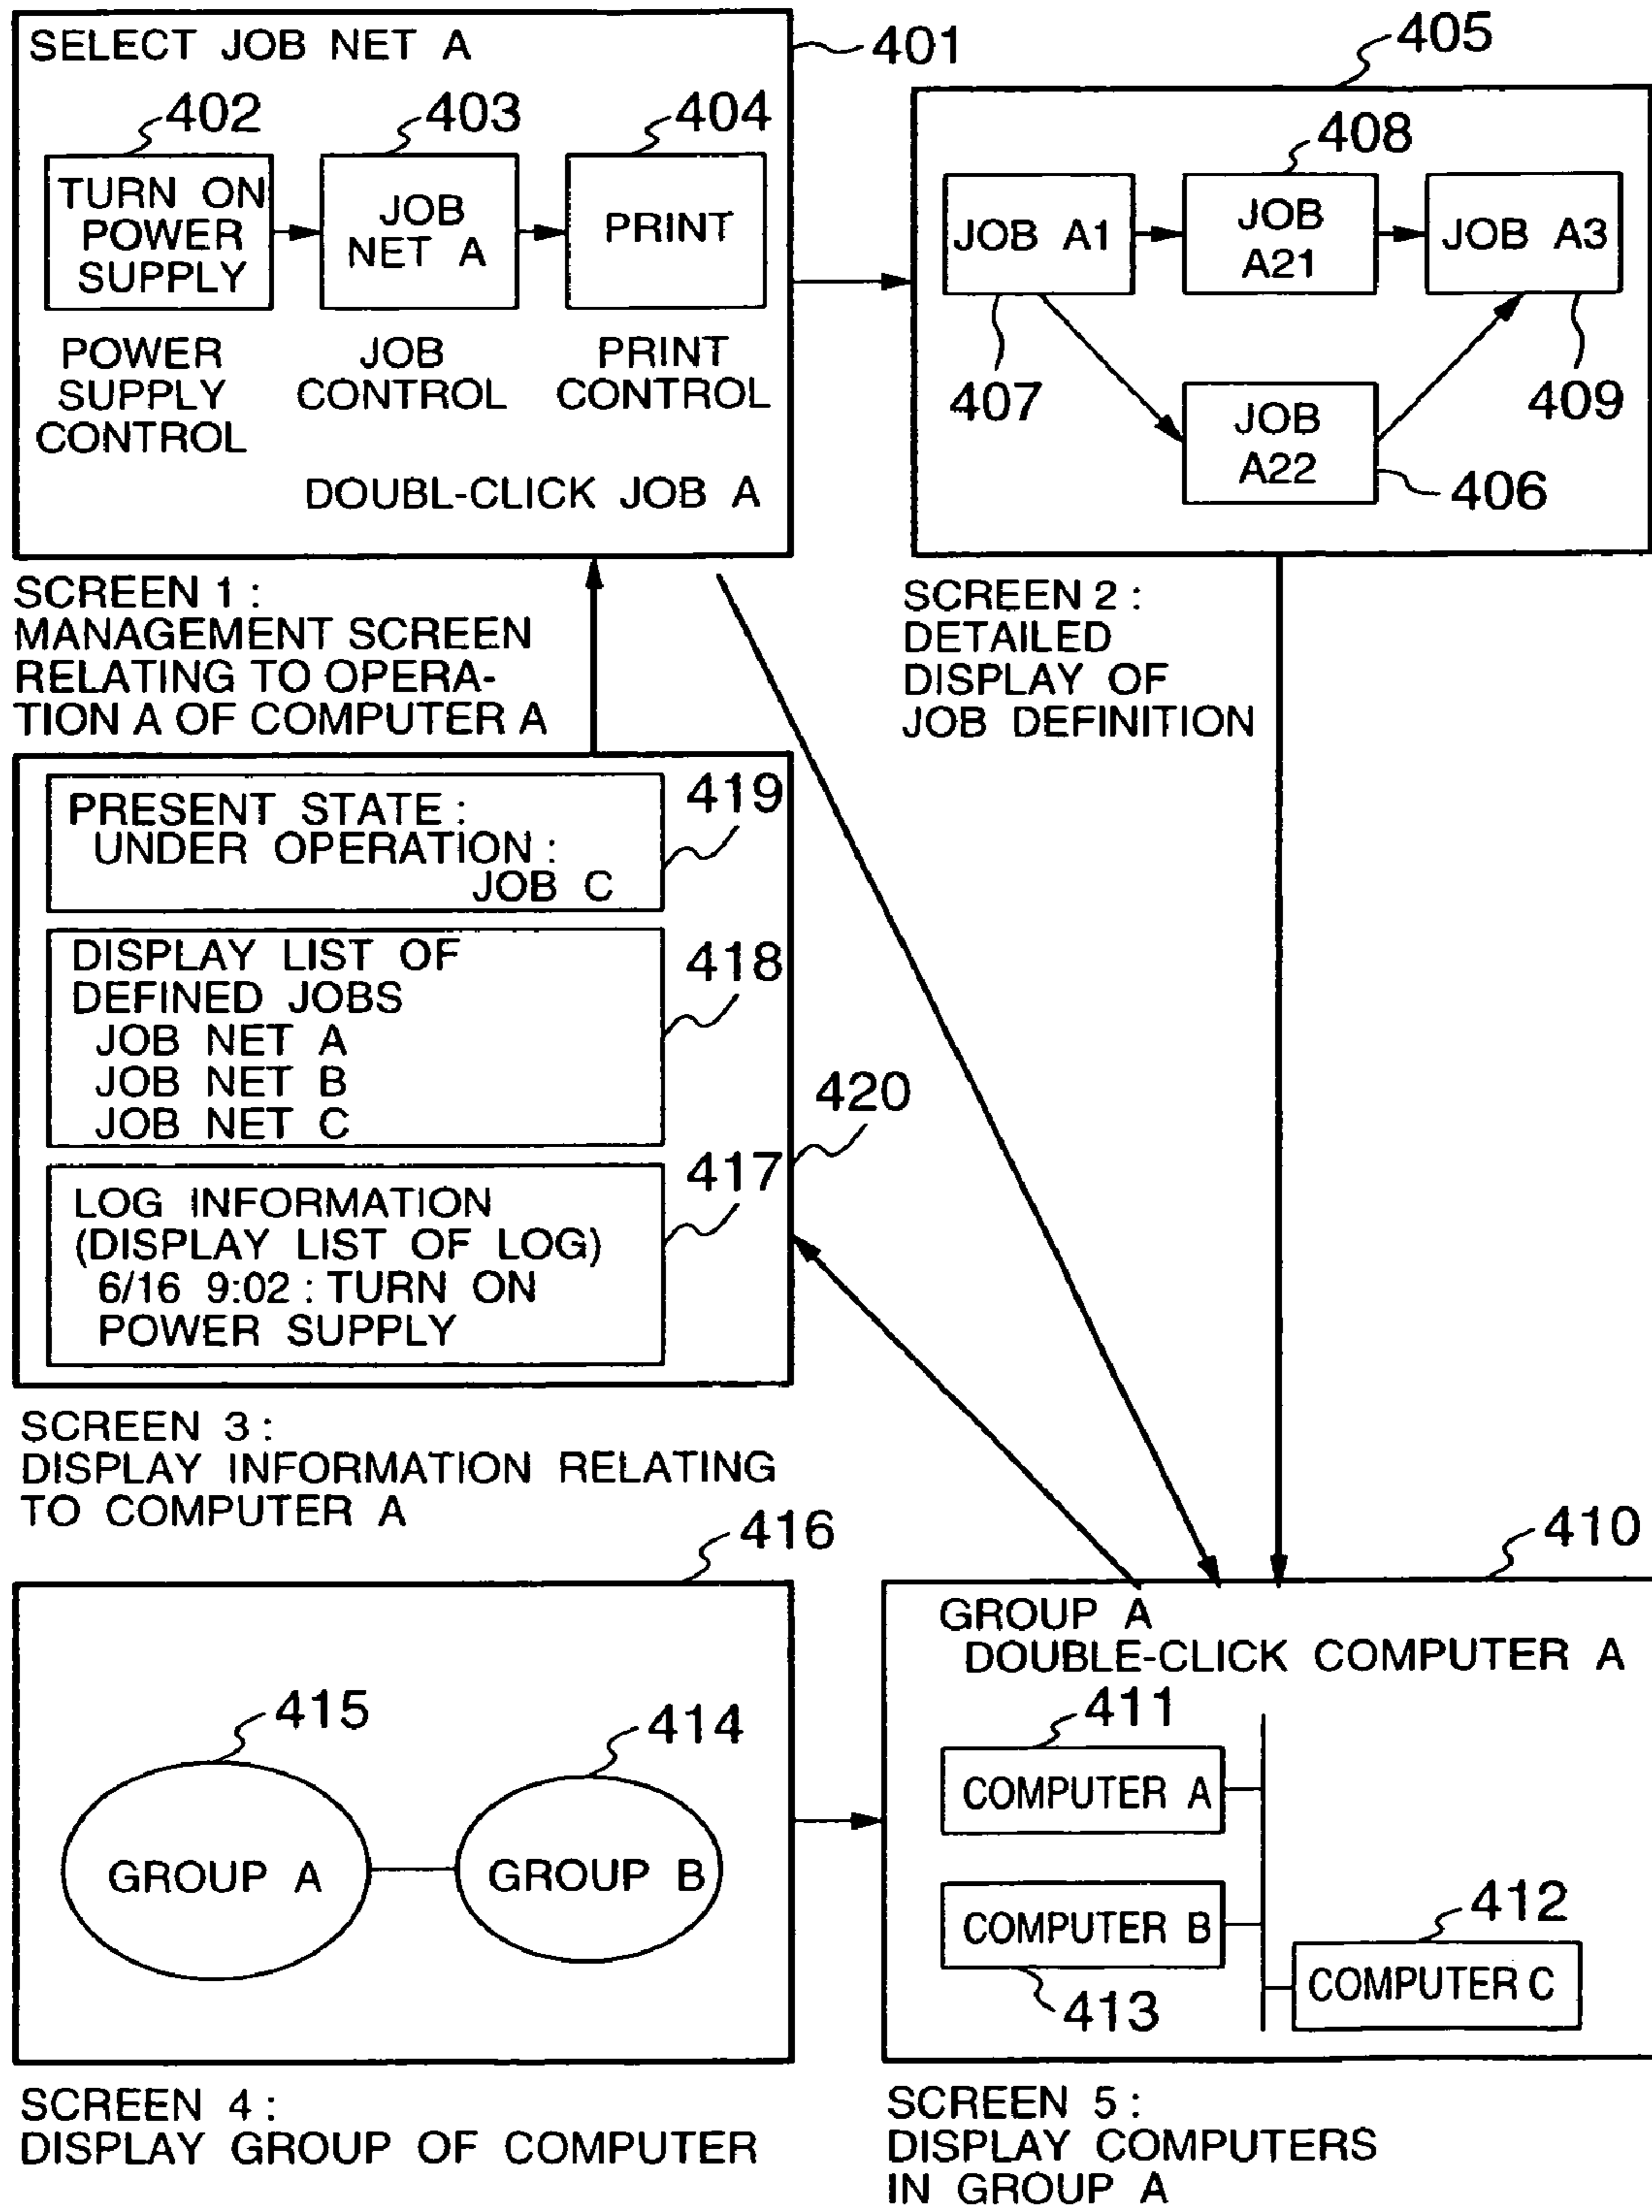 SELECT JOB NET A
401
402
403
404
TURN ON
POWER
SUPPLY
JOB
NET A
PRINT
POWER
SUPPLY
CONTROL
JOB
CONTROL
PRINT
CONTROL
DOUBL-CLICK JOB A
SCREEN 1 :
MANAGEMENT SCREEN
RELATING TO OPERA-
TION A OF COMPUTER A
405
408
JOB A1
JOB
A21
JOB A3
407
409
JOB
A22
406
SCREEN 2 :
DETAILED
DISPLAY OF
JOB DEFINITION
PRESENT STATE :
UNDER OPERATION :
JOB C
419
DISPLAY LIST OF
DEFINED JOBS
JOB NET A
JOB NET B
JOB NET C
418
420
LOG INFORMATION
(DISPLAY LIST OF LOG)
6/16 9:02 : TURN ON
POWER SUPPLY
417
SCREEN 3 :
DISPLAY INFORMATION RELATING
TO COMPUTER A
416
415
414
GROUP A
GROUP B
SCREEN 4 :
DISPLAY GROUP OF COMPUTER
410
GROUP A
DOUBLE-CLICK COMPUTER A
411
COMPUTER A
COMPUTER B
412
COMPUTER C
413
SCREEN 5 :
DISPLAY COMPUTERS
IN GROUP A